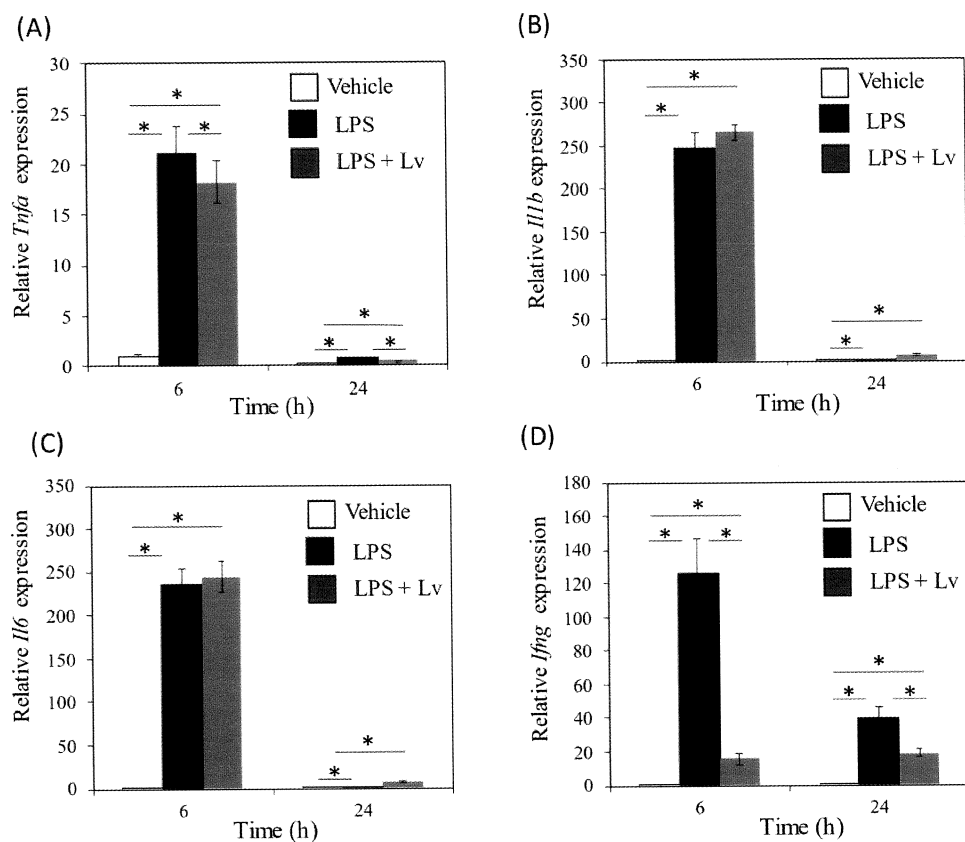 (A)
Relative Tnfa expression
30
25
20
15
10
5
0
* * *
* * *
Vehicle
LPS
LPS + Lv
6 24
Time (h)
(B)
Relative Il1b expression
350
300
250
200
150
100
50
0
* *
* *
Vehicle
LPS
LPS + Lv
6 24
Time (h)
(C)
Relative Il6 expression
350
300
250
200
150
100
50
0
* *
* *
Vehicle
LPS
LPS + Lv
6 24
Time (h)
(D)
Relative Ifng expression
180
160
140
120
100
80
60
40
20
0
* * *
* * *
Vehicle
LPS
LPS + Lv
6 24
Time (h)